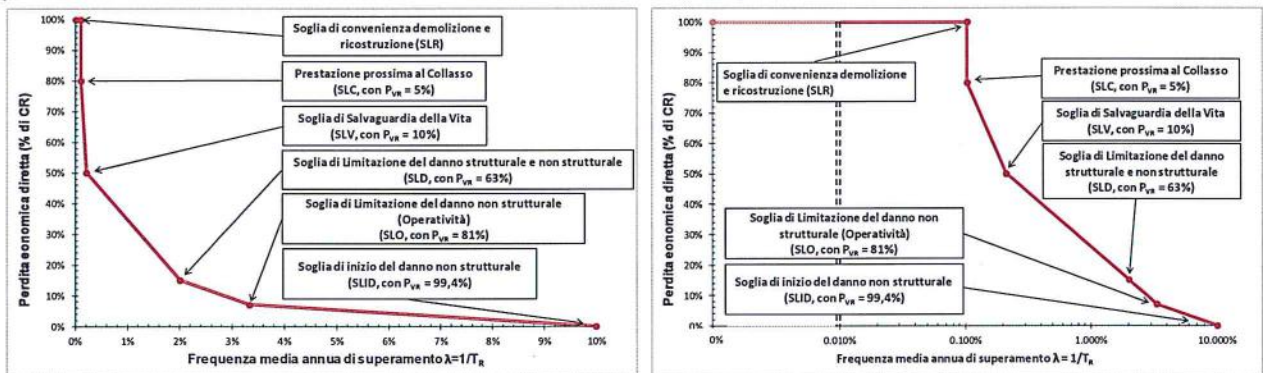 Perdita economica diretta (% di CR)
100%
90%
80%
70%
60%
50%
40%
30%
20%
10%
0%
Soglia di convenienza demolizione e
ricostruzione (SLR)
Prestazione prossima al Collasso
(SLC, con PVR = 5%)
Soglia di Salvaguardia della Vita
(SLV, con PVR = 10%)
Soglia di Limitazione del danno strutturale e non strutturale
(SLD, con PVR = 63%)
Soglia di Limitazione del danno non strutturale
(Operatività)
(SLO, con PVR = 81%)
Soglia di inizio del danno non strutturale
(SLID, con PVR = 99,4%)
0% 1% 2% 3% 4% 5% 6% 7% 8% 9% 10%
Frequenza media annua di superamento λ=1/TR
Perdita economica diretta (% di CR)
100%
90%
80%
70%
60%
50%
40%
30%
20%
10%
0%
Soglia di convenienza demolizione
e ricostruzione (SLR)
Prestazione prossima al Collasso
(SLC, con PVR = 5%)
Soglia di Salvaguardia della Vita
(SLV, con PVR = 10%)
Soglia di Limitazione del danno
strutturale e non strutturale
(SLD, con PVR = 63%)
Soglia di Limitazione del danno non
strutturale (Operatività)
(SLO, con PVR = 81%)
Soglia di inizio del danno non strutturale
(SLID, con PVR = 99,4%)
0% 0.010% 0.100% 1.000% 10.000%
Frequenza media annua di superamento λ=1/TR